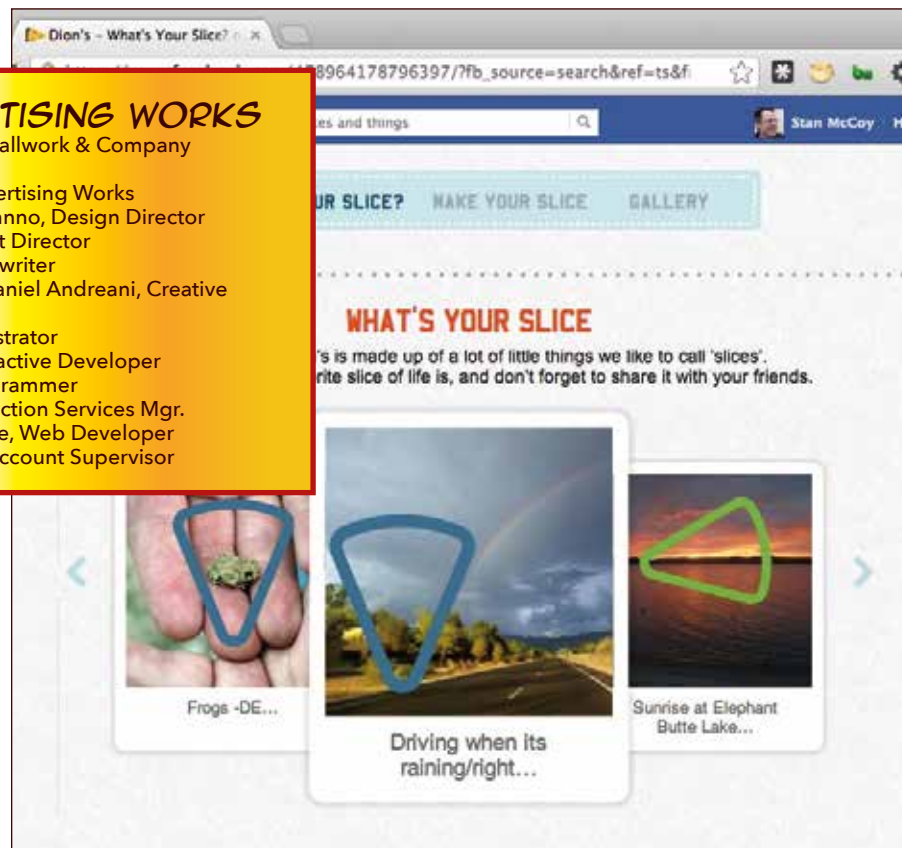 Dion's - What's Your Slice?
8964178796397/?fb_source=search&ref=ts&f
and things
Stan McCoy
TISING WORKS
allwork & Company
ertising Works
anno, Design Director
t Director
writer
aniel Andreani, Creative
strator
active Developer
rammer
ction Services Mgr.
e, Web Developer
ccount Supervisor
UR SLICE? MAKE YOUR SLICE GALLERY
WHAT'S YOUR SLICE
's is made up of a lot of little things we like to call 'slices'.
rite slice of life is, and don't forget to share it with your friends.
Frogs -DE...
Driving when its
raining/right...
Sunrise at Elephant
Butte Lake...